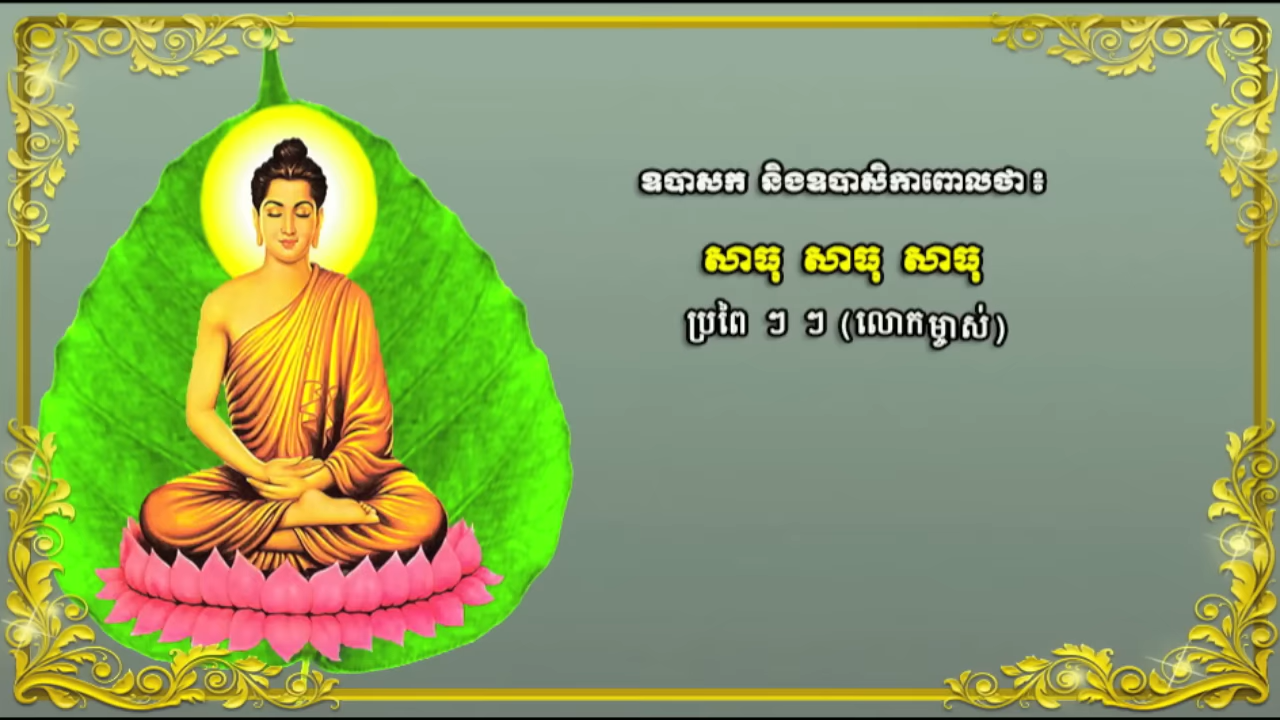 ឧបាសក និងឧបាសិកាពោលថា ៖
សាធុ សាធុ សាធុ
ប្រពៃ ៗ ៗ (លោកម្ចាស់)